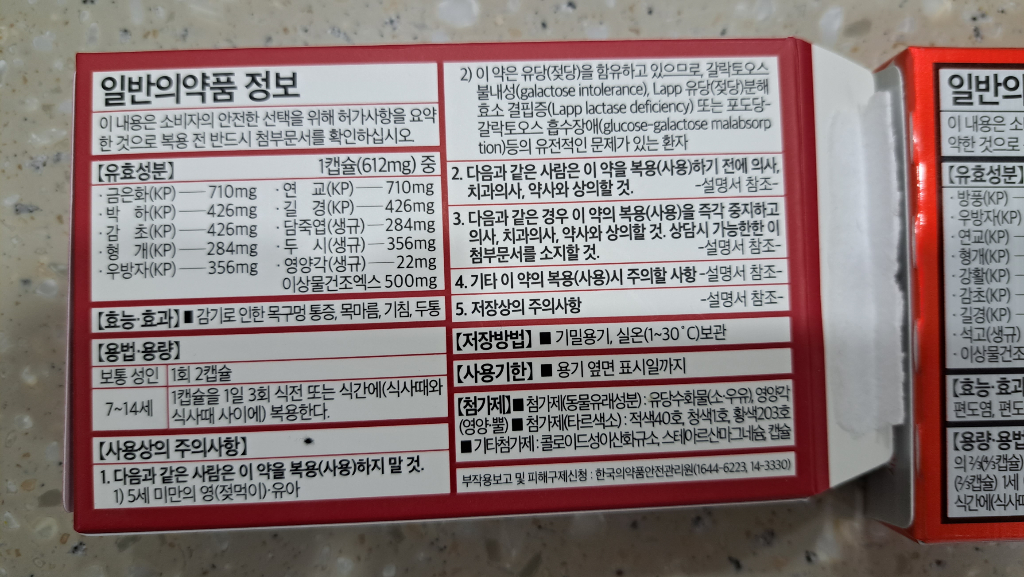 일반의약품 정보
이 내용은 소비자의 안전한 선택을 위해 허가사항을 요약
한 것으로 복용 전 반드시 첨부문서를 확인하십시오
【유효성분】 1캡슐(612mg) 중
· 금은화(KP) 710mg · 연 교(KP) 710mg
· 박 하(KP) 426mg · 길 경(KP) 426mg
· 감 초(KP) 426mg · 담죽엽(생규) 284mg
· 형 개(KP) 284mg · 두 시(생규) 356mg
· 우방자(KP) 356mg · 영양각(생규) 22mg
이상물건조엑스 500mg
【효능·효과】 ■ 감기로 인한 목구멍 통증, 목마름, 기침, 두통
【용법·용량】
보통 성인 1회 2캡슐
7~14세 1캡슐을 1일 3회 식전 또는 식간에(식사때와
식사때 사이에) 복용한다.
【사용상의 주의사항】
1. 다음과 같은 사람은 이 약을 복용(사용)하지 말 것.
1) 5세 미만의 영(젖먹이)·유아
2) 이 약은 유당(젖당)을 함유하고 있으므로, 갈락토오스
불내성(galactose intolerance), Lapp 유당(젖당)분해
효소 결핍증(Lapp lactase deficiency) 또는 포도당-
갈락토오스 흡수장애(glucose-galactose malabsorp
tion)등의 유전적인 문제가 있는 환자
2. 다음과 같은 사람은 이 약을 복용(사용)하기 전에 의사,
치과의사, 약사와 상의할 것. -설명서 참조-
3. 다음과 같은 경우 이 약의 복용(사용)을 즉각 중지하고
의사, 치과의사, 약사와 상의할 것. 상담시 가능한한 이
첨부문서를 소지할 것. -설명서 참조-
4. 기타 이 약의 복용(사용)시 주의할 사항 -설명서 참조-
5. 저장상의 주의사항 -설명서 참조-
【저장방법】 ■ 기밀용기, 실온(1~30˚C)보관
【사용기한】 ■ 용기 옆면 표시일까지
【첨가제】 ■ 첨가제(동물유래성분) : 유당수화물(소·우유), 영양각
(영양·뿔) ■ 첨가제(타르색소) : 적색40호, 청색1호, 황색203호
■ 기타첨가제 : 콜로이드성이산화규소, 스테아르산마그네슘, 캡슐
부작용보고 및 피해구제신청 : 한국의약품안전관리원(1644-6223, 14-3330)
일반의
이 내용은 소
약한 것으로
【유효성분】
· 방풍(KP)
· 우방자(KP)
· 연교(KP)
· 형개(KP)
· 강활(KP)
· 감초(KP)
· 길경(KP)
· 석고(생규)
· 이상물건조
【효능·효과】
편도염, 편도
【용량·용법
(⅔캡슐) 1세
식간에(식사때